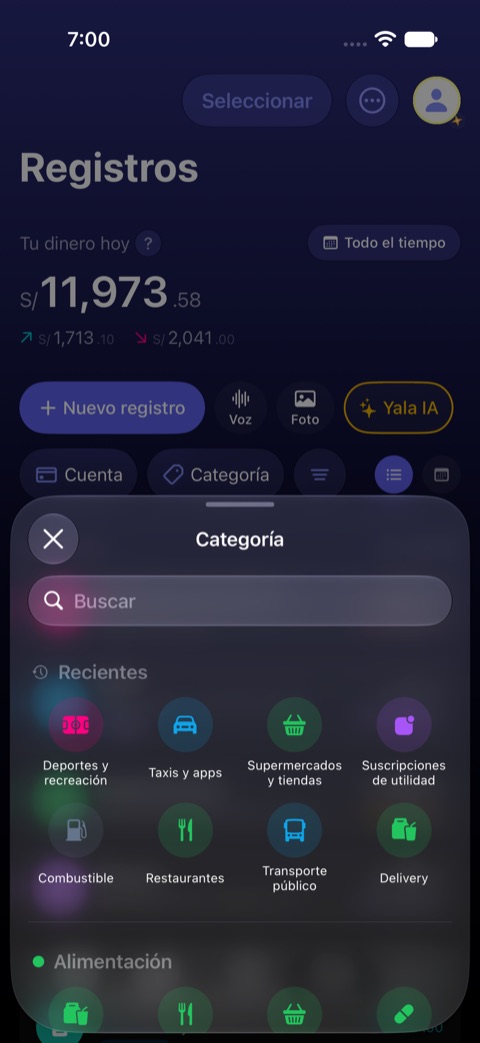 7:00
Seleccionar
Registros
Tu dinero hoy ?
Todo el tiempo
S/11,973.58
S/1,713.10 S/2,041.00
+ Nuevo registro
Voz
Foto
Yala IA
Cuenta
Categoría
Categoría
Buscar
Recientes
Deportes y
recreación
Taxis y apps
Supermercados
y tiendas
Suscripciones
de utilidad
Combustible
Restaurantes
Transporte
público
Delivery
Alimentación